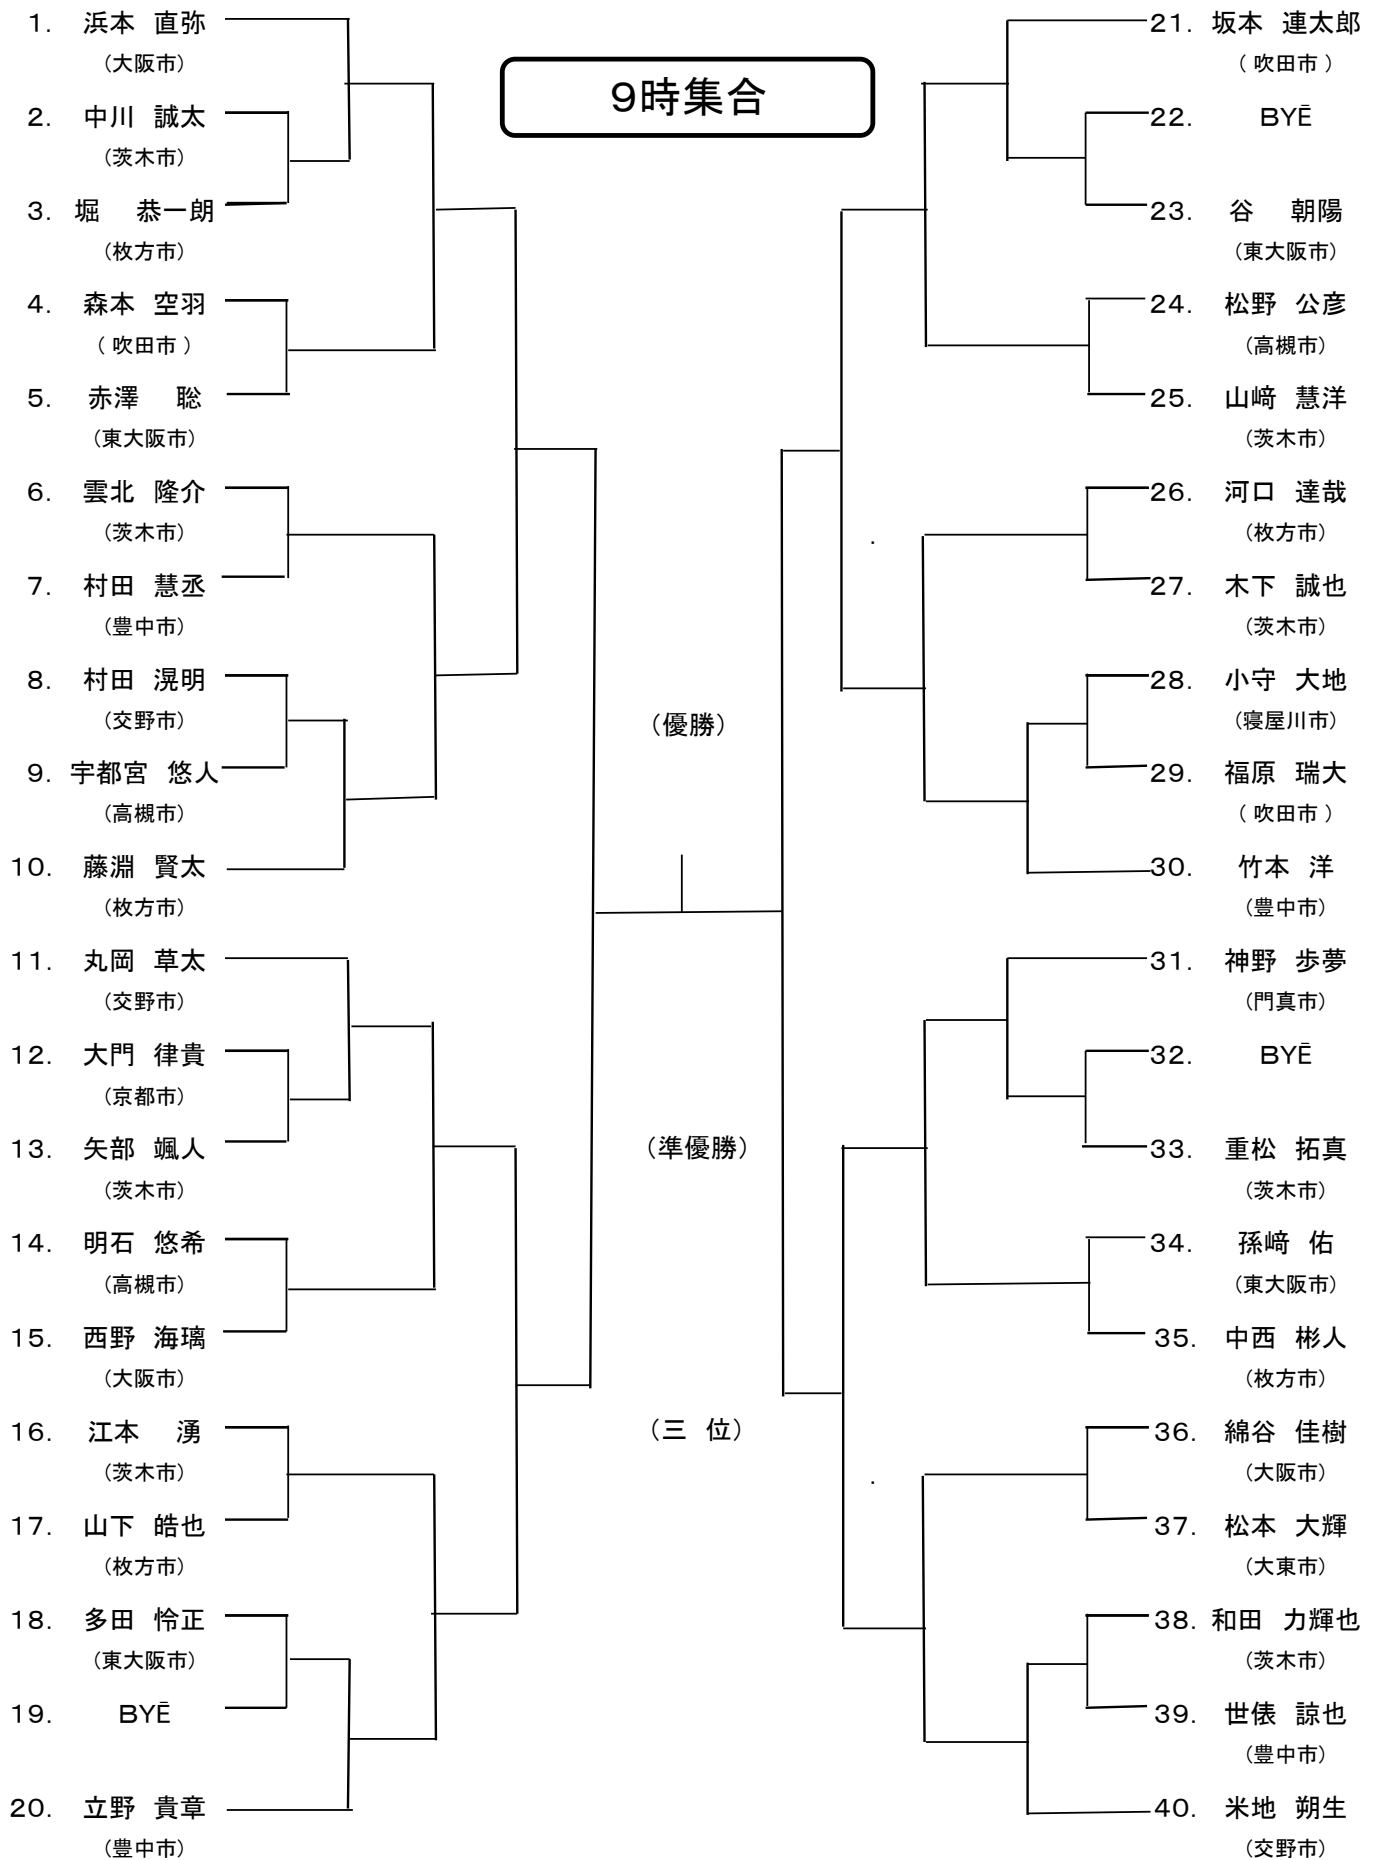 9時集合
1. 浜本 直弥
（大阪市）
2. 中川 誠太
（茨木市）
3. 堀 恭一朗
（枚方市）
4. 森本 空羽
（ 吹田市 ）
5. 赤澤 聡
（東大阪市）
6. 雲北 隆介
（茨木市）
7. 村田 慧丞
（豊中市）
8. 村田 滉明
（交野市）
9. 宇都宮 悠人
（高槻市）
10. 藤淵 賢太
（枚方市）
11. 丸岡 草太
（交野市）
12. 大門 律貴
（京都市）
13. 矢部 颯人
（茨木市）
14. 明石 悠希
（高槻市）
15. 西野 海璃
（大阪市）
16. 江本 湧
（茨木市）
17. 山下 皓也
（枚方市）
18. 多田 怜正
（東大阪市）
19. BYĒ
20. 立野 貴章
（豊中市）
（優勝）
（準優勝）
（三 位）
21. 坂本 連太郎
（ 吹田市 ）
22. BYĒ
23. 谷 朝陽
（東大阪市）
24. 松野 公彦
（高槻市）
25. 山﨑 慧洋
（茨木市）
26. 河口 達哉
（枚方市）
27. 木下 誠也
（茨木市）
28. 小守 大地
（寝屋川市）
29. 福原 瑞大
（ 吹田市 ）
30. 竹本 洋
（豊中市）
31. 神野 歩夢
（門真市）
32. BYĒ
33. 重松 拓真
（茨木市）
34. 孫﨑 佑
（東大阪市）
35. 中西 彬人
（枚方市）
36. 綿谷 佳樹
（大阪市）
37. 松本 大輝
（大東市）
38. 和田 力輝也
（茨木市）
39. 世俵 諒也
（豊中市）
40. 米地 朔生
（交野市）